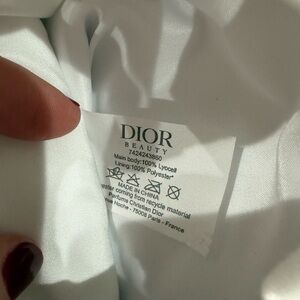 DIOR
BEAUTY
7424243860
Main body:100% Lyocell
Lining:100% Polyester
MADE IN CHINA
coming from recycle material
Parfums Christian Dior
Hoche - 75008 Paris - France